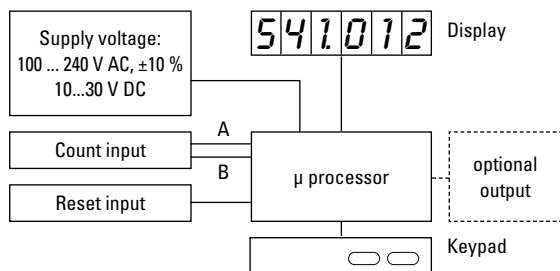 Supply voltage:
100 ... 240 V AC, ±10 %
10...30 V DC
541.012
Display
A
Count input
B
Reset input
µ processor
optional
output
Keypad